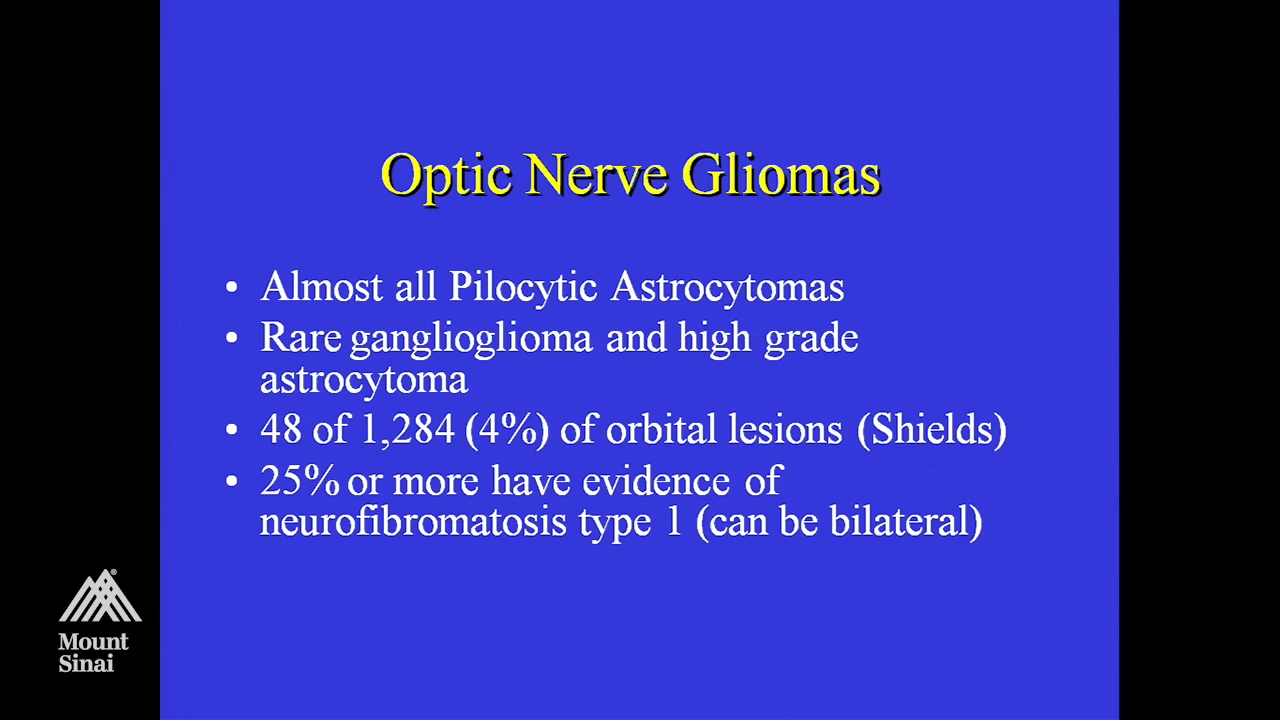 Optic Nerve Gliomas
• Almost all Pilocytic Astrocytomas
• Rare ganglioglioma and high grade
astrocytoma
• 48 of 1,284 (4%) of orbital lesions (Shields)
• 25% or more have evidence of
neurofibromatosis type 1 (can be bilateral)
®
Mount
Sinai